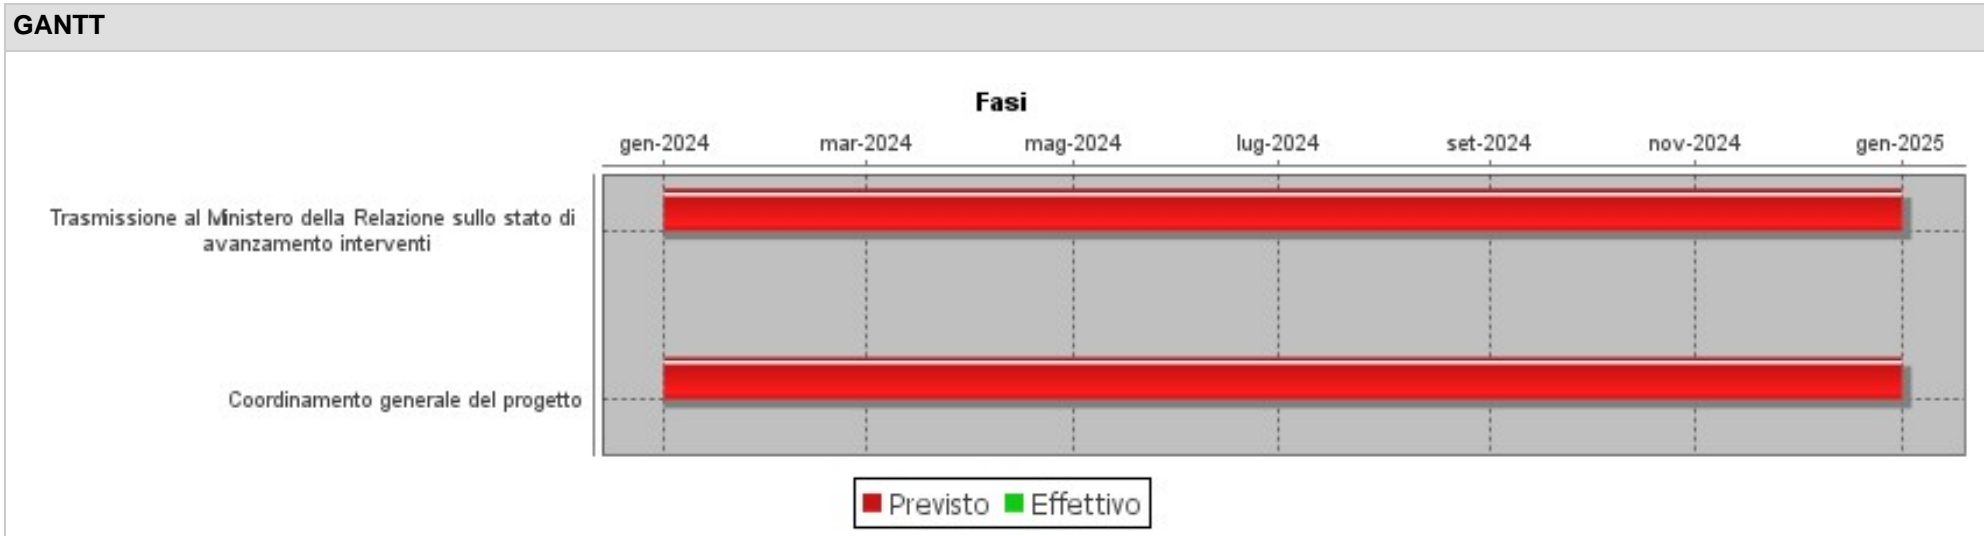 GANTT
Fasi
gen-2024 mar-2024 mag-2024 lug-2024 set-2024 nov-2024 gen-2025
Trasmissione al Ministero della Relazione sullo stato di
avanzamento interventi
Coordinamento generale del progetto
Previsto Effettivo